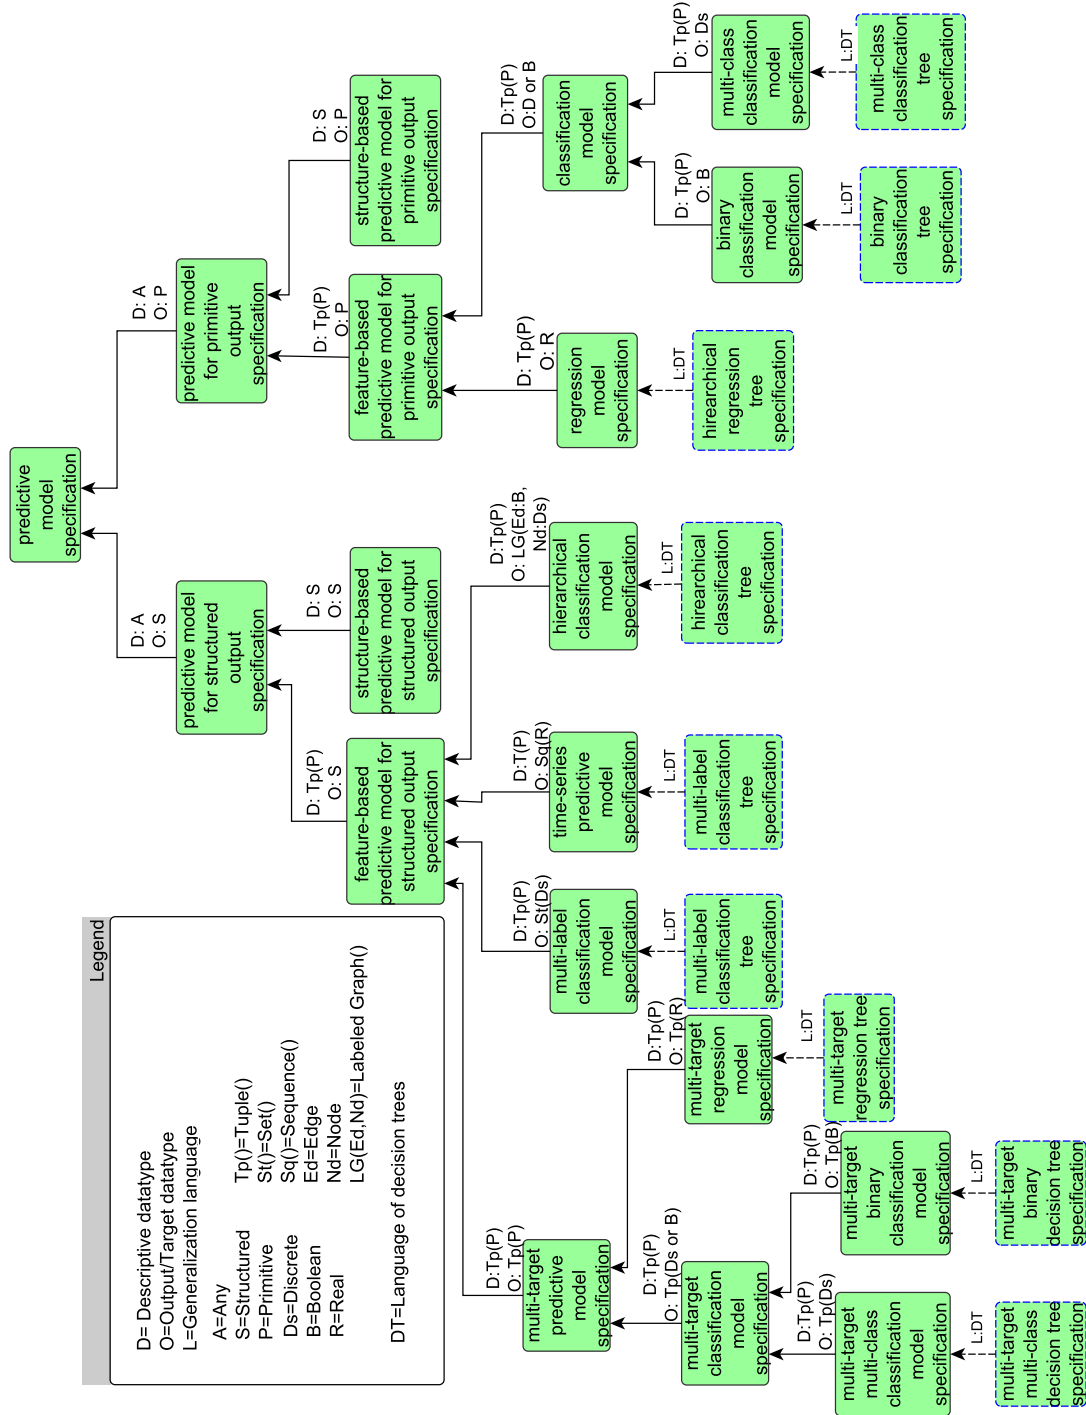 predictive
model
specification
D: A
O: S
D: A
O: P
predictive model
for structured
output
specification
predictive model
for primitive
output
specification
D: Tp(P)
O: S
D: S
O: S
D: Tp(P)
O: P
D: S
O: P
feature-based
predictive model for
structured output
specification
structure-based
predictive model for
structured output
specification
feature-based
predictive model for
primitive output
specification
structure-based
predictive model for
primitive output
specification
D:Tp(P)
O: Tp(P)
D:Tp(P)
O: St(Ds)
D:T(P)
O: Sq(R)
D:Tp(P)
O: LG(Ed:B,
Nd:Ds)
D: Tp(P)
O: R
D:Tp(P)
O:D or B
multi-target
predictive
model
specification
multi-label
classification
model
specification
time-series
predictive
model
specification
hierarchical
classification
model
specification
regression
model
specification
classification
model
specification
D:Tp(P)
O: Tp(Ds or B)
D:Tp(P)
O: Tp(R)
L:DT
L:DT
L:DT
L:DT
D: Tp(P)
O: B
D: Tp(P)
O: Ds
multi-target
classification
model
specification
multi-target
regression
model
specification
multi-label
classification
tree
specification
multi-label
classification
tree
specification
hirearchical
classification
tree
specification
hirearchical
regression
tree
specification
binary
classification
model
specification
multi-class
classification
model
specification
D:Tp(P)
O: Tp(Ds)
D:Tp(P)
O: Tp(B)
L:DT
L:DT
L:DT
multi-target
multi-class
classification
model
specification
multi-target
binary
classification
model
specification
multi-target
regression tree
specification
binary
classification
tree
specification
multi-class
classification
tree
specification
L:DT
L:DT
multi-target
multi-class
decision tree
specification
multi-target
binary
decision tree
specification
Legend
D= Descriptive datatype
O=Output/Target datatype
L=Generalization language
A=Any
S=Structured
P=Primitive
Ds=Discrete
B=Boolean
R=Real
Tp()=Tuple()
St()=Set()
Sq()=Sequence()
Ed=Edge
Nd=Node
LG(Ed,Nd)=Labeled Graph()
DT=Language of decision trees